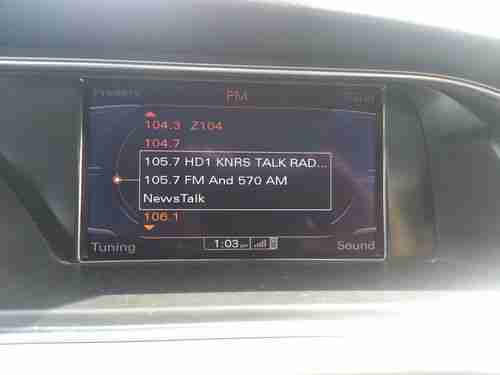 Presets FM Band
104.3 Z104
104.7
105.7 HD1 KNRS TALK RAD...
105.7 FM And 570 AM
NewsTalk
106.1
Tuning 1:03 Sound